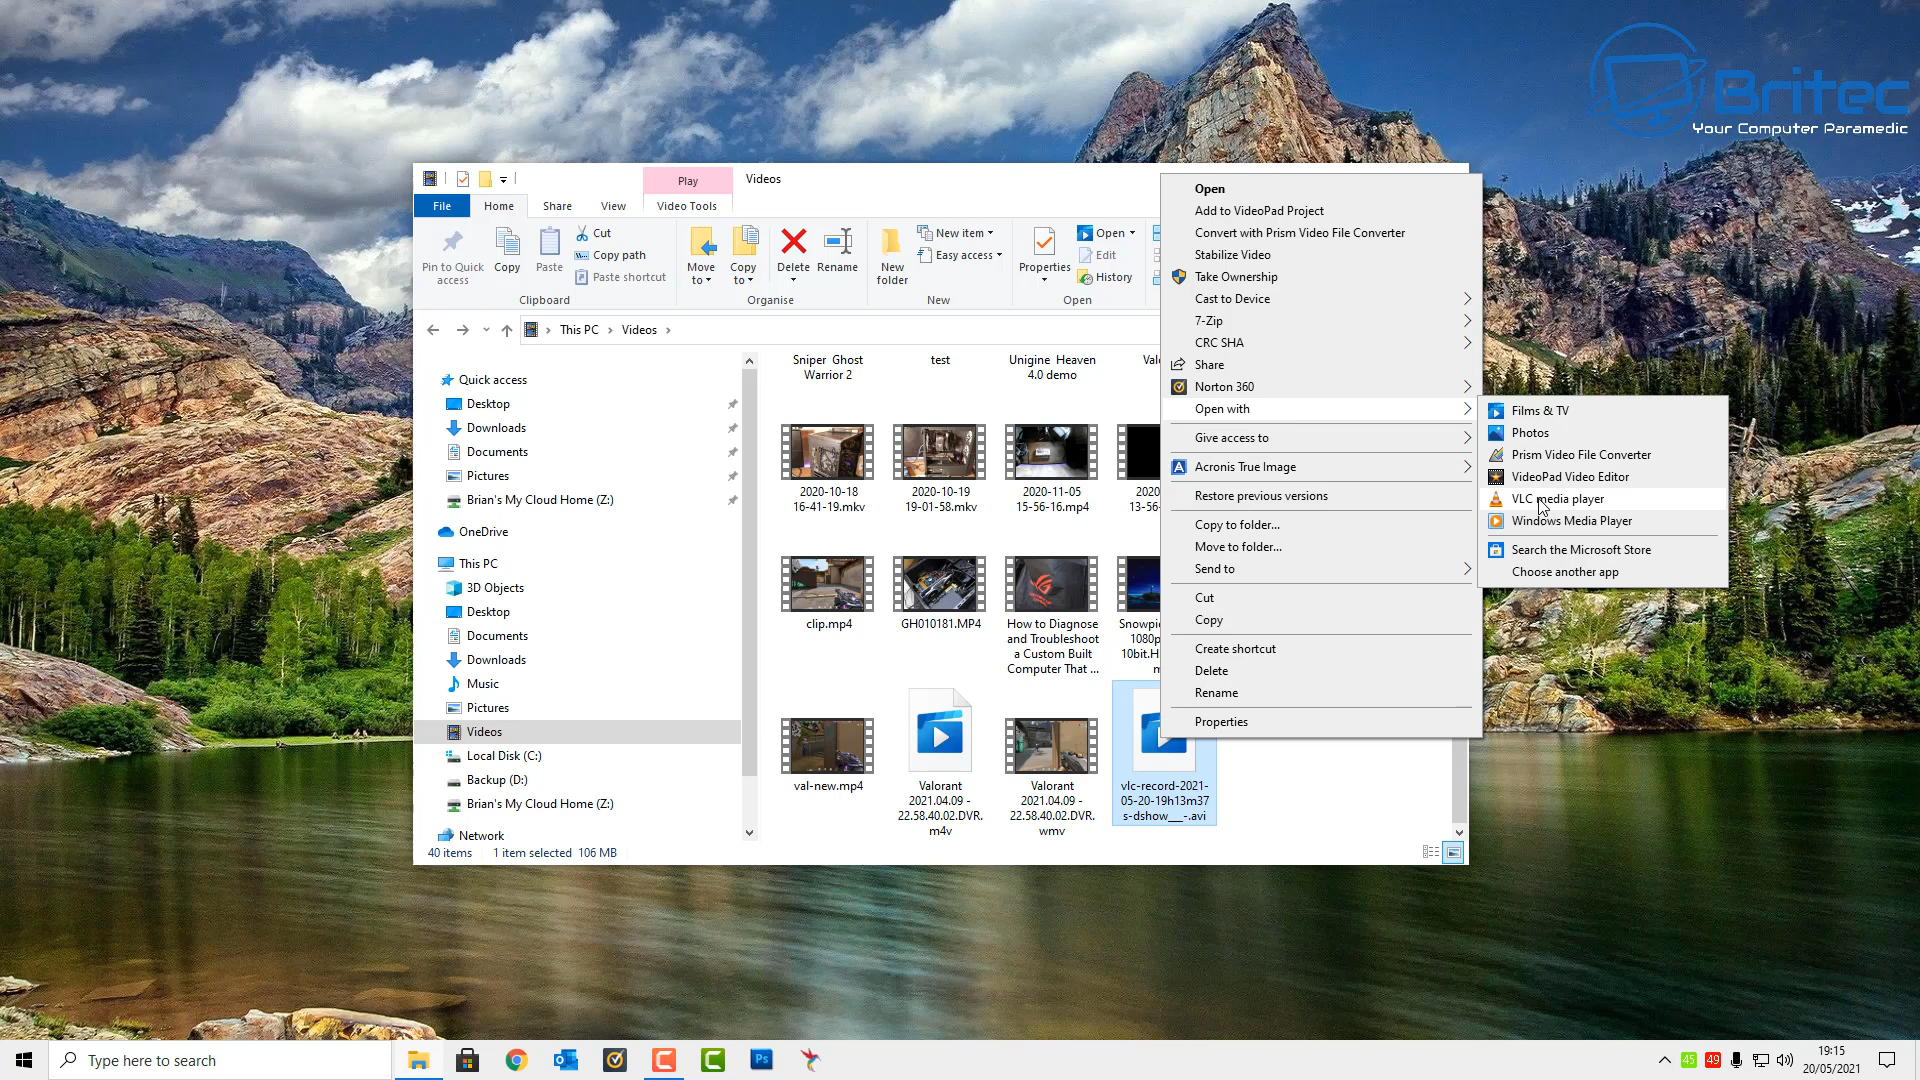 Britec
Your Computer Paramedic
Play
Videos
File
Home
Share
View
Video Tools
Pin to Quick
access
Copy
Paste
Cut
Copy path
Paste shortcut
Clipboard
Move
to
Copy
to
Delete
Rename
Organise
New
folder
New item
Easy access
New
Properties
Open
Edit
History
Open
This PC
Videos
Quick access
Desktop
Downloads
Documents
Pictures
Brian's My Cloud Home (Z:)
OneDrive
This PC
3D Objects
Desktop
Documents
Downloads
Music
Pictures
Videos
Local Disk (C:)
Backup (D:)
Brian's My Cloud Home (Z:)
Network
Sniper Ghost
Warrior 2
test
Unigine Heaven
4.0 demo
2020-10-18
16-41-19.mkv
2020-10-19
19-01-58.mkv
2020-11-05
15-56-16.mp4
2020
13-56-
clip.mp4
GH010181.MP4
How to Diagnose
and Troubleshoot
a Custom Built
Computer That ...
Snowpie
1080p
10bit.H
val-new.mp4
Valorant
2021.04.09 -
22.58.40.02.DVR.
m4v
Valorant
2021.04.09 -
22.58.40.02.DVR.
wmv
vlc-record-2021-
05-20-19h13m37
s-dshow___-.avi
40 items
1 item selected 106 MB
Open
Add to VideoPad Project
Convert with Prism Video File Converter
Stabilize Video
Take Ownership
Cast to Device
7-Zip
CRC SHA
Share
Norton 360
Open with
Give access to
Acronis True Image
Restore previous versions
Copy to folder...
Move to folder...
Send to
Cut
Copy
Create shortcut
Delete
Rename
Properties
Films & TV
Photos
Prism Video File Converter
VideoPad Video Editor
VLC media player
Windows Media Player
Search the Microsoft Store
Choose another app
Type here to search
Ps
45
49
19:15
20/05/2021